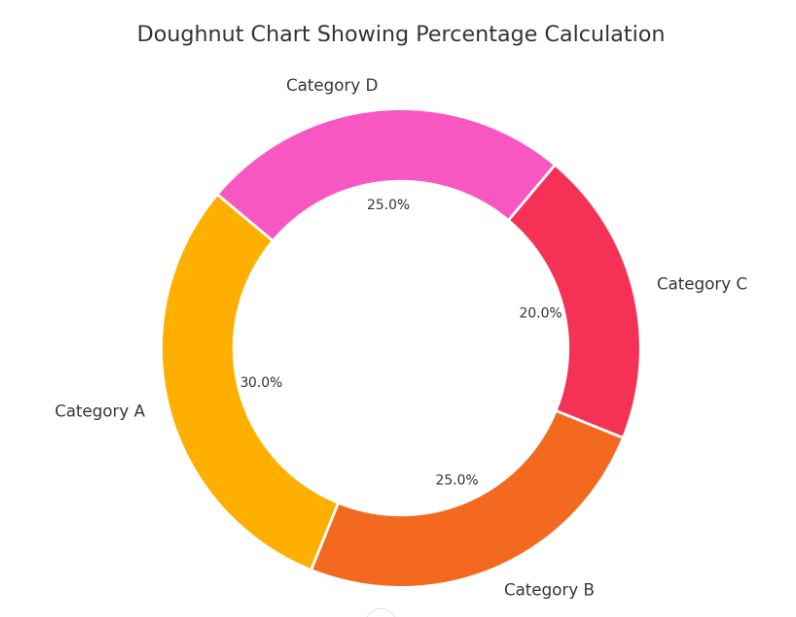 Doughnut Chart Showing Percentage Calculation
Category D
25.0%
Category C
20.0%
30.0%
Category A
25.0%
Category B